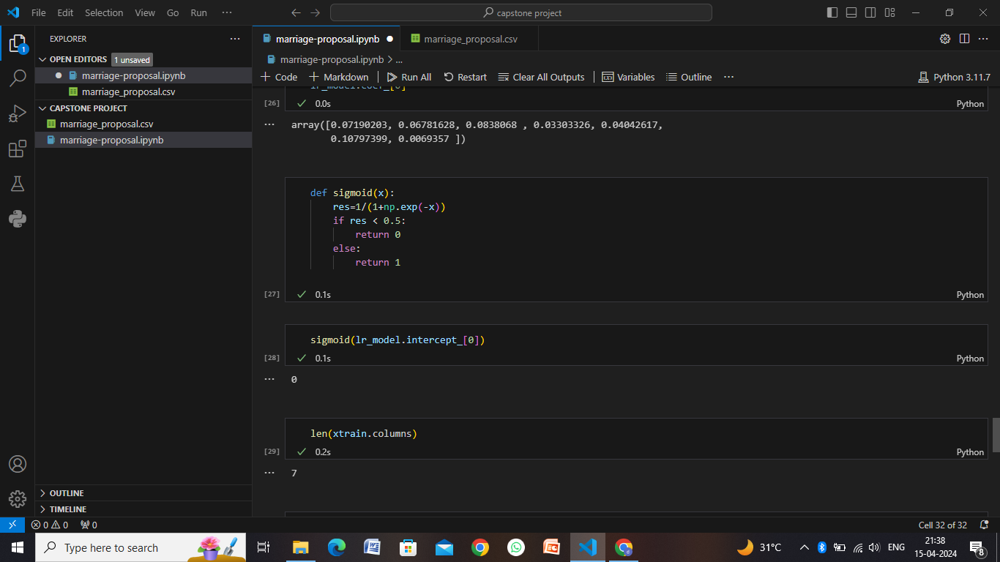 File Edit Selection View Go Run ··· capstone project
EXPLORER ···
OPEN EDITORS 1 unsaved
marriage-proposal.ipynb
marriage_proposal.csv
CAPSTONE PROJECT
marriage_proposal.csv
marriage-proposal.ipynb
OUTLINE
TIMELINE
1
marriage-proposal.ipynb marriage_proposal.csv
marriage-proposal.ipynb > ...
+ Code + Markdown Run All Restart Clear All Outputs Variables Outline ··· Python 3.11.7
lr_model.coef_[0]
[26] 0.0s Python
array([0.07190203, 0.06781628, 0.0838068 , 0.03303326, 0.04042617,
0.10797399, 0.0069357 ])
def sigmoid(x):
res=1/(1+np.exp(-x))
if res < 0.5:
return 0
else:
return 1
[27] 0.1s Python
sigmoid(lr_model.intercept_[0])
[28] 0.1s Python
0
len(xtrain.columns)
[29] 0.2s Python
7
0 0 0 Cell 32 of 32
Type here to search 31°C ENG 21:38
15-04-2024 8